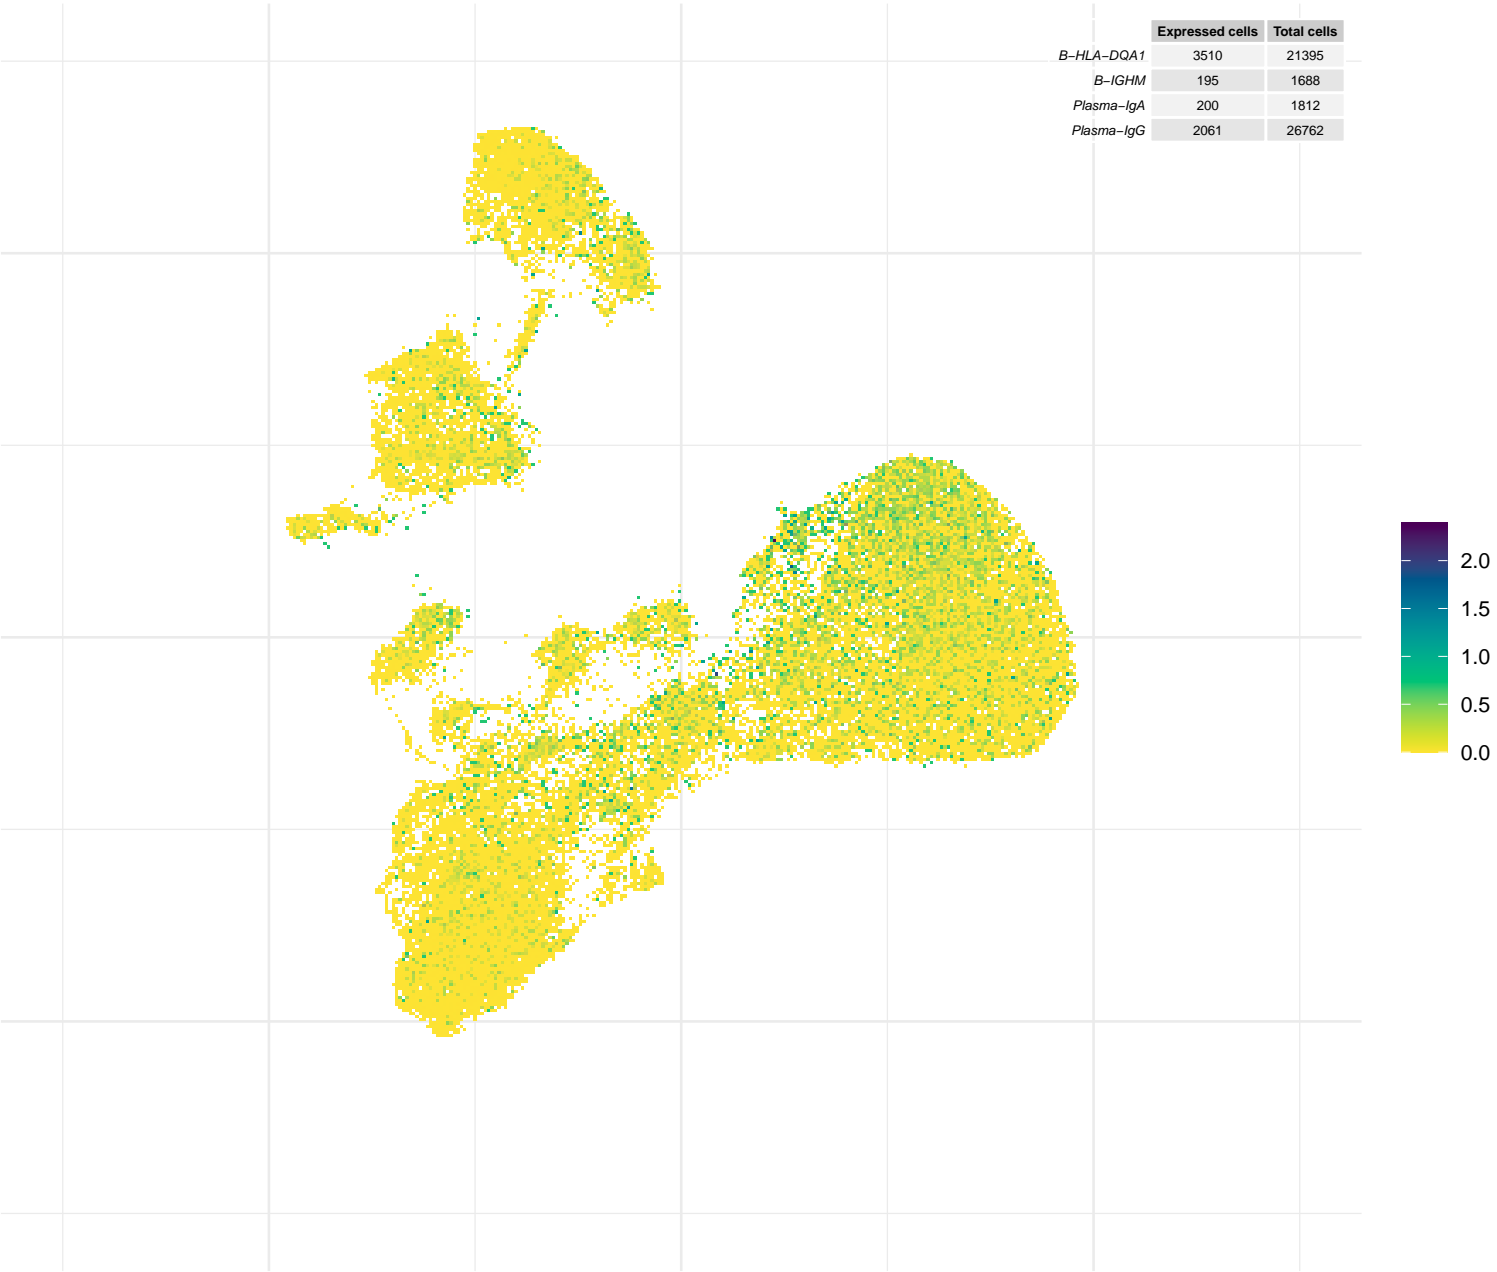 Expressed cells Total cells
B−HLA−DQA1 3510 21395
B−IGHM 195 1688
Plasma−IgA 200 1812
Plasma−IgG 2061 26762
2.0
1.5
1.0
0.5
0.0